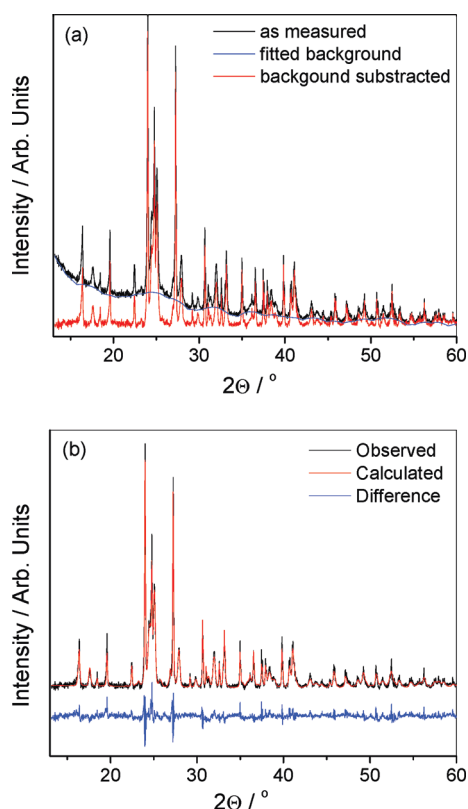 (a)
as measured
fitted background
backgound substracted
Intensity / Arb. Units
20 30 40 50 60
2Θ / °
(b)
Observed
Calculated
Difference
Intensity / Arb. Units
20 30 40 50 60
2Θ / °